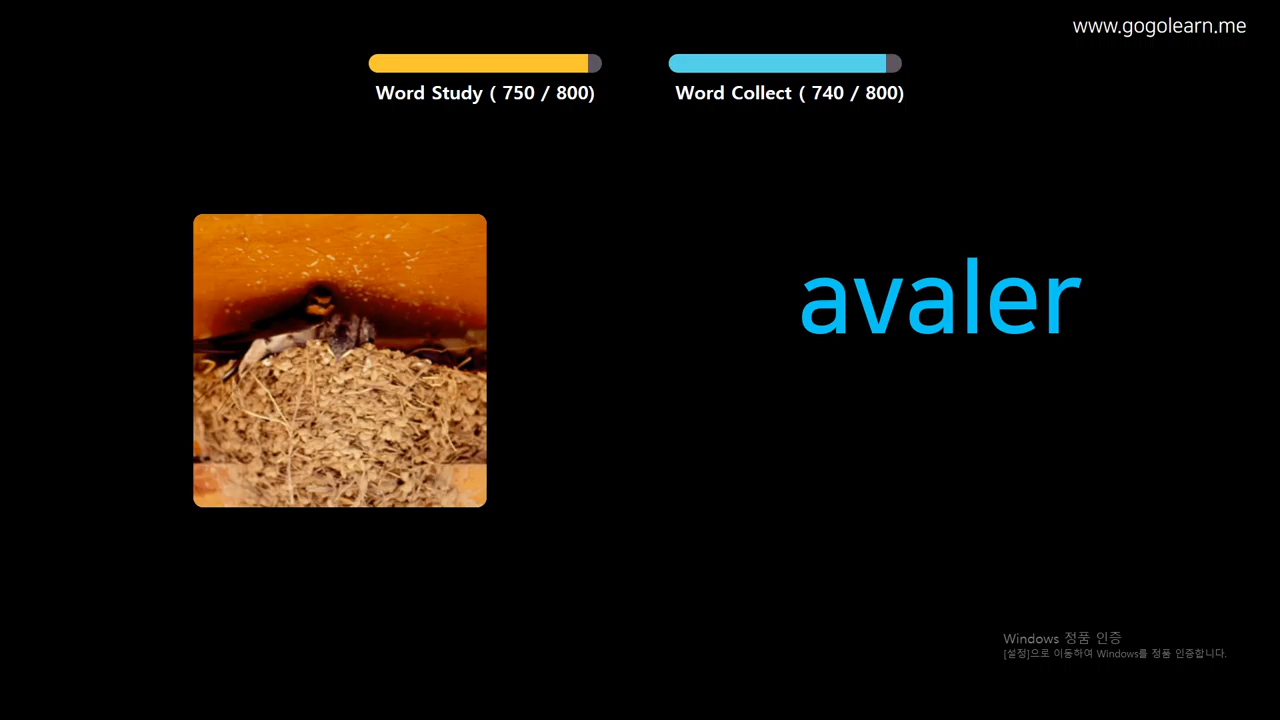 www.gogolearn.me
Word Study ( 750 / 800)
Word Collect ( 740 / 800)
avaler
Windows 정품 인증
[설정]으로 이동하여 Windows를 정품 인증합니다.